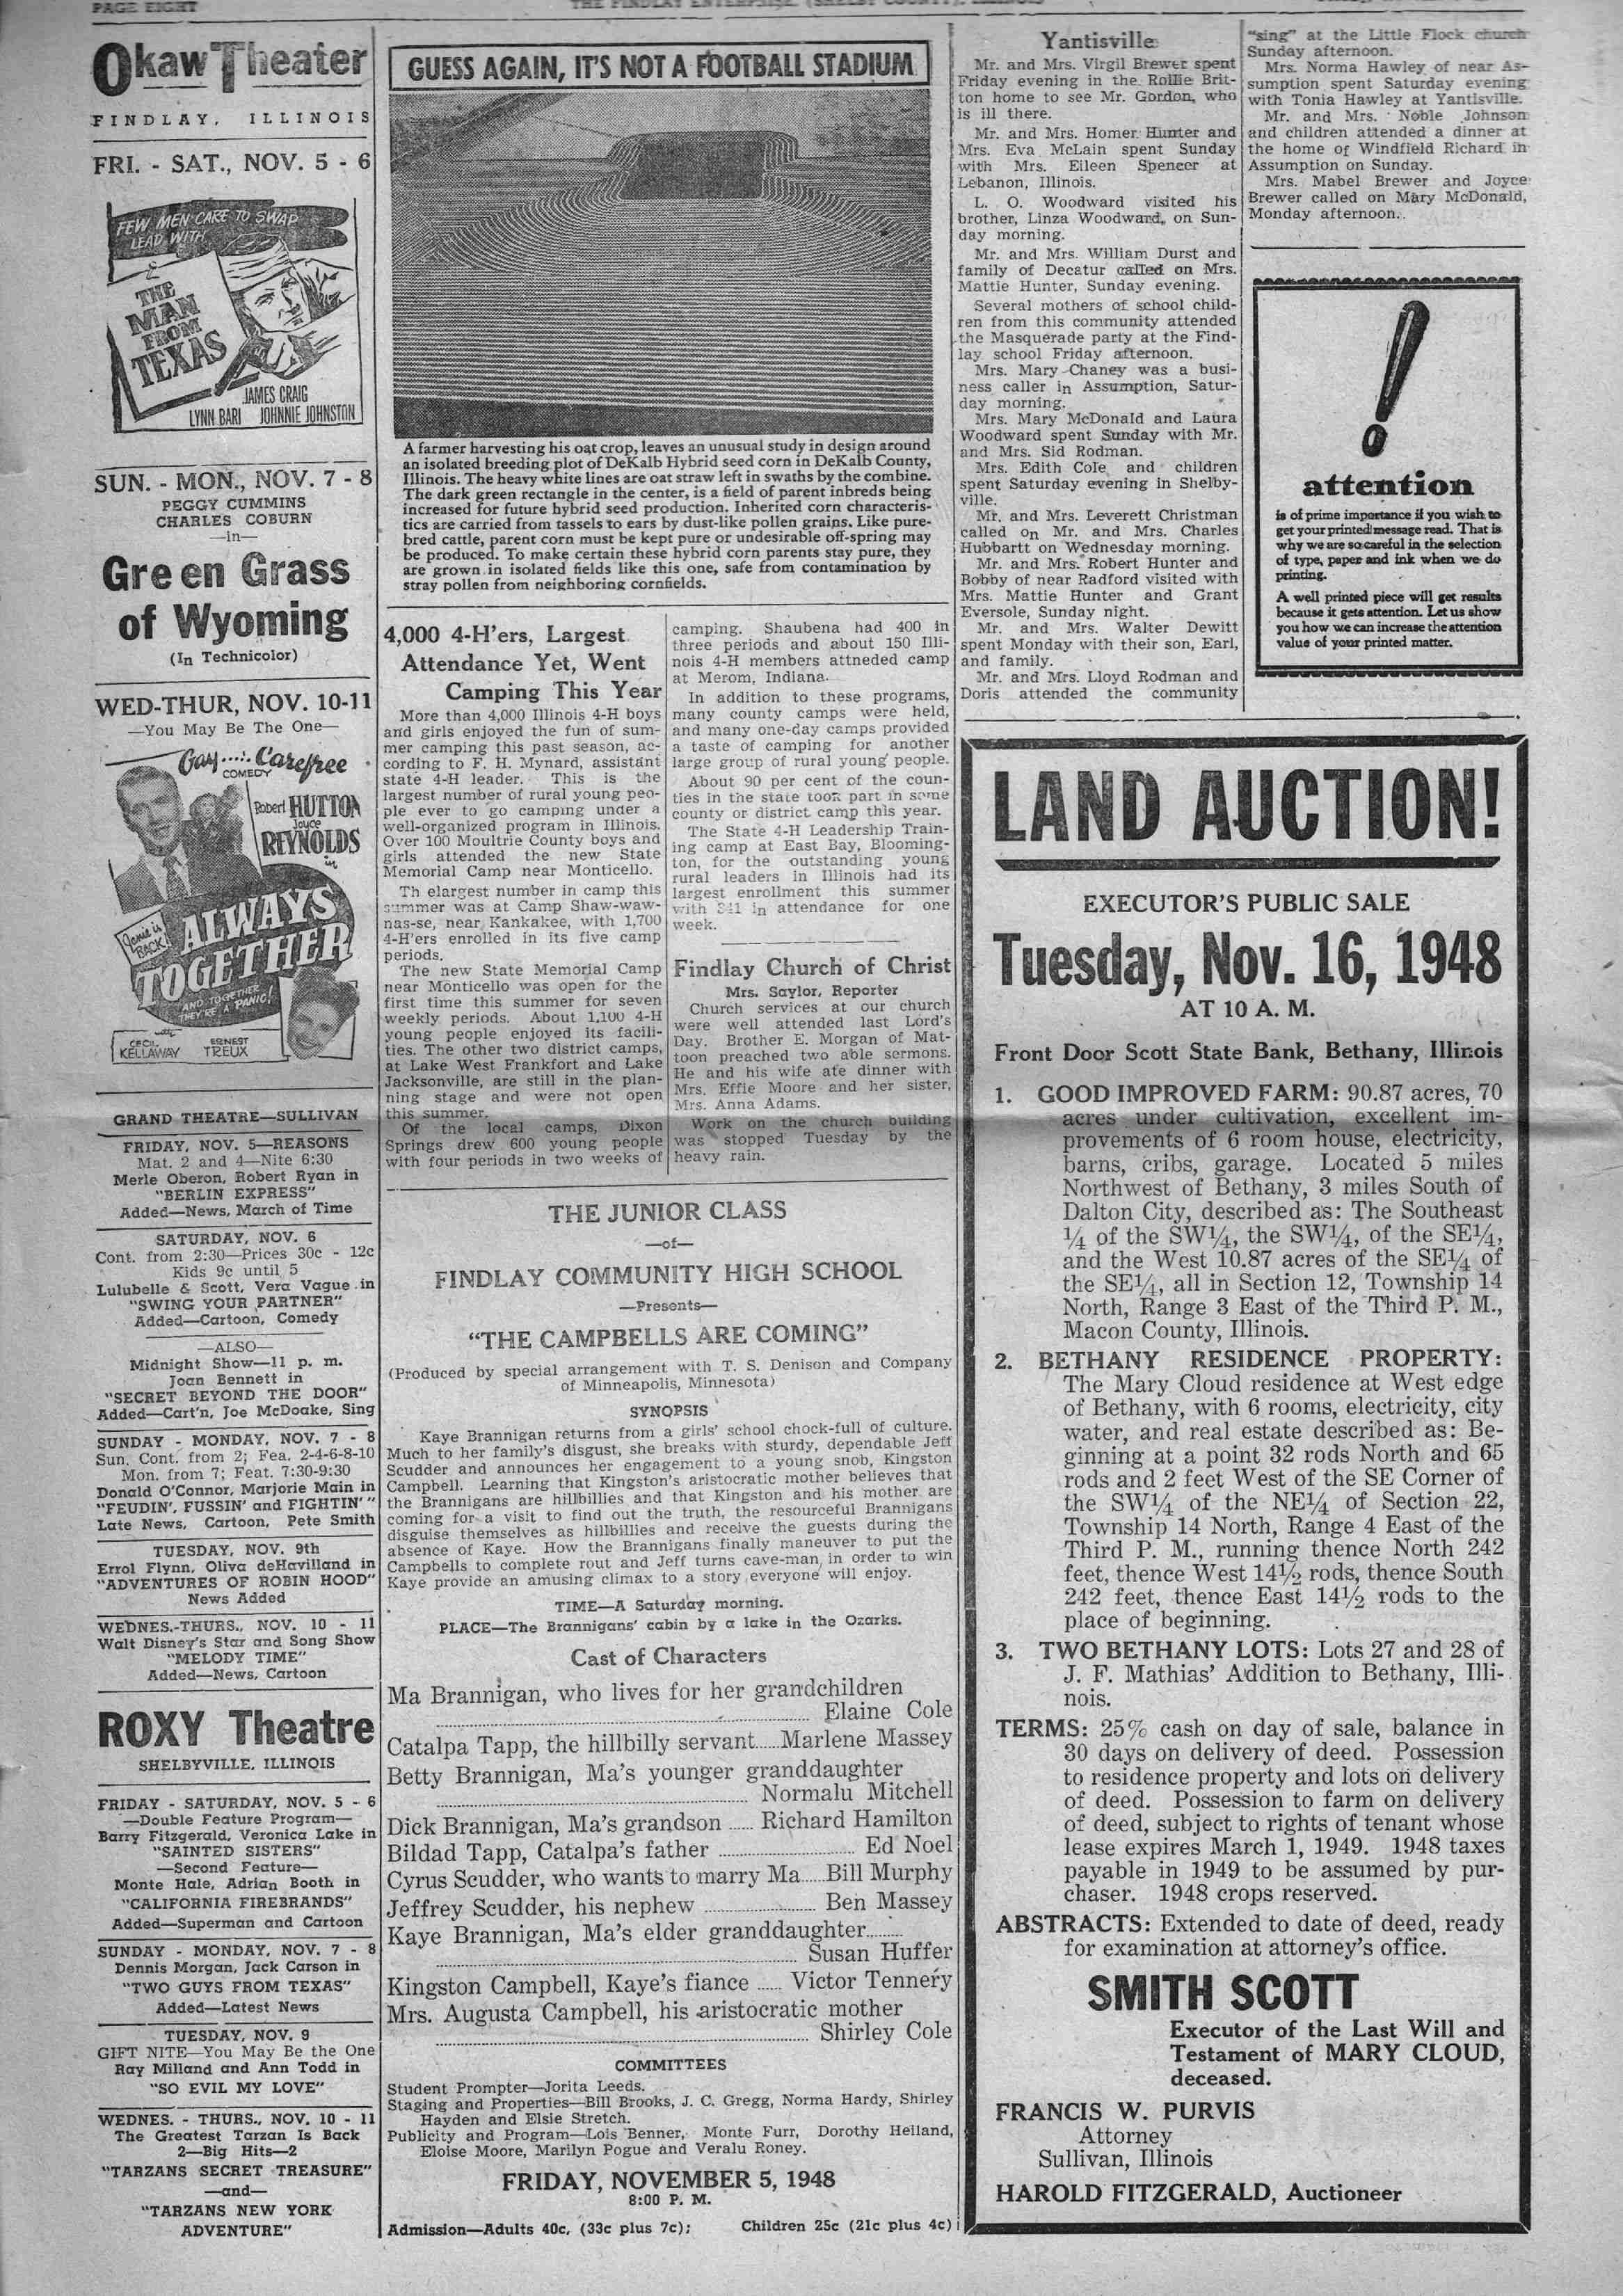 PAGE EIGHT
THE FINDLAY ENTERPRISE, (SHELBY COUNTY), ILLINOIS
Okaw Theater
FINDLAY, ILLINOIS
FRI. - SAT., NOV. 5 - 6
FEW MEN CARE TO SWAP
LEAD WITH
THE
MAN
FROM
TEXAS
JAMES CRAIG
LYNN BARI JOHNNIE JOHNSTON
SUN. - MON., NOV. 7 - 8
PEGGY CUMMINS
CHARLES COBURN
—in—
Green Grass
of Wyoming
(In Technicolor)
WED-THUR, NOV. 10-11
—You May Be The One—
Gay.... Carefree
COMEDY
Robert HUTTON
Joyce
REYNOLDS
in
Janie is
BACK!
ALWAYS
TOGETHER
AND TOGETHER
THEY'RE A PANIC!
CECIL
KELLAWAY
ERNEST
TREUX
GRAND THEATRE—SULLIVAN
FRIDAY, NOV. 5—REASONS
Mat. 2 and 4—Nite 6:30
Merle Oberon, Robert Ryan in
"BERLIN EXPRESS"
Added—News, March of Time
SATURDAY, NOV. 6
Cont. from 2:30—Prices 30c - 12c
Kids 9c until 5
Lulubelle & Scott, Vera Vague in
"SWING YOUR PARTNER"
Added—Cartoon, Comedy
—ALSO—
Midnight Show—11 p. m.
Joan Bennett in
"SECRET BEYOND THE DOOR"
Added—Cart'n, Joe McDoake, Sing
SUNDAY - MONDAY, NOV. 7 - 8
Sun. Cont. from 2; Fea. 2-4-6-8-10
Mon. from 7; Feat. 7:30-9:30
Donald O'Connor, Marjorie Main in
"FEUDIN', FUSSIN' and FIGHTIN' "
Late News, Cartoon, Pete Smith
TUESDAY, NOV. 9th
Errol Flynn, Oliva deHavilland in
"ADVENTURES OF ROBIN HOOD"
News Added
WEDNES.-THURS., NOV. 10 - 11
Walt Disney's Star and Song Show
"MELODY TIME"
Added—News, Cartoon
ROXY Theatre
SHELBYVILLE, ILLINOIS
FRIDAY - SATURDAY, NOV. 5 - 6
—Double Feature Program—
Barry Fitzgerald, Veronica Lake in
"SAINTED SISTERS"
—Second Feature—
Monte Hale, Adrian Booth in
"CALIFORNIA FIREBRANDS"
Added—Superman and Cartoon
SUNDAY - MONDAY, NOV. 7 - 8
Dennis Morgan, Jack Carson in
"TWO GUYS FROM TEXAS"
Added—Latest News
TUESDAY, NOV. 9
GIFT NITE—You May Be the One
Ray Milland and Ann Todd in
"SO EVIL MY LOVE"
WEDNES. - THURS., NOV. 10 - 11
The Greatest Tarzan Is Back
2—Big Hits—2
"TARZANS SECRET TREASURE"
—and—
"TARZANS NEW YORK
ADVENTURE"
GUESS AGAIN, IT'S NOT A FOOTBALL STADIUM
A farmer harvesting his oat crop, leaves an unusual study in design around
an isolated breeding plot of DeKalb Hybrid seed corn in DeKalb County,
Illinois. The heavy white lines are oat straw left in swaths by the combine.
The dark green rectangle in the center, is a field of parent inbreds being
increased for future hybrid seed production. Inherited corn characteris-
tics are carried from tassels to ears by dust-like pollen grains. Like pure-
bred cattle, parent corn must be kept pure or undesirable off-spring may
be produced. To make certain these hybrid corn parents stay pure, they
are grown in isolated fields like this one, safe from contamination by
stray pollen from neighboring cornfields.
4,000 4-H'ers, Largest
Attendance Yet, Went
Camping This Year
More than 4,000 Illinois 4-H boys
and girls enjoyed the fun of sum-
mer camping this past season, ac-
cording to F. H. Mynard, assistant
state 4-H leader. This is the
largest number of rural young peo-
ple ever to go camping under a
well-organized program in Illinois.
Over 100 Moultrie County boys and
girls attended the new State
Memorial Camp near Monticello.
Th elargest number in camp this
summer was at Camp Shaw-waw-
nas-se, near Kankakee, with 1,700
4-H'ers enrolled in its five camp
periods.
The new State Memorial Camp
near Monticello was open for the
first time this summer for seven
weekly periods. About 1,100 4-H
young people enjoyed its facili-
ties. The other two district camps,
at Lake West Frankfort and Lake
Jacksonville, are still in the plan-
ning stage and were not open
this summer.
Of the local camps, Dixon
Springs drew 600 young people
with four periods in two weeks of
camping. Shaubena had 400 in
three periods and about 150 Illi-
nois 4-H members attneded camp
at Merom, Indiana.
In addition to these programs,
many county camps were held,
and many one-day camps provided
a taste of camping for another
large group of rural young people.
About 90 per cent of the coun-
ties in the state took part in some
county or district camp this year.
The State 4-H Leadership Train-
ing camp at East Bay, Blooming-
ton, for the outstanding young
rural leaders in Illinois had its
largest enrollment this summer
with 341 in attendance for one
week.
Findlay Church of Christ
Mrs. Saylor, Reporter
Church services at our church
were well attended last Lord's
Day. Brother E. Morgan of Mat-
toon preached two able sermons.
He and his wife ate dinner with
Mrs. Effie Moore and her sister,
Mrs. Anna Adams.
Work on the church building
was stopped Tuesday by the
heavy rain.
THE JUNIOR CLASS
—of—
FINDLAY COMMUNITY HIGH SCHOOL
—Presents—
"THE CAMPBELLS ARE COMING"
(Produced by special arrangement with T. S. Denison and Company
of Minneapolis, Minnesota)
SYNOPSIS
Kaye Brannigan returns from a girls' school chock-full of culture.
Much to her family's disgust, she breaks with sturdy, dependable Jeff
Scudder and announces her engagement to a young snob, Kingston
Campbell. Learning that Kingston's aristocratic mother believes that
the Brannigans are hillbillies and that Kingston and his mother are
coming for a visit to find out the truth, the resourceful Brannigans
disguise themselves as hillbillies and receive the guests during the
absence of Kaye. How the Brannigans finally maneuver to put the
Campbells to complete rout and Jeff turns cave-man in order to win
Kaye provide an amusing climax to a story everyone will enjoy.
TIME—A Saturday morning.
PLACE—The Brannigans' cabin by a lake in the Ozarks.
Cast of Characters
Ma Brannigan, who lives for her grandchildren
Elaine Cole
Catalpa Tapp, the hillbilly servant.....Marlene Massey
Betty Brannigan, Ma's younger granddaughter
Normalu Mitchell
Dick Brannigan, Ma's grandson ...... Richard Hamilton
Bildad Tapp, Catalpa's father ............ Ed Noel
Cyrus Scudder, who wants to marry Ma.....Bill Murphy
Jeffrey Scudder, his nephew ............ Ben Massey
Kaye Brannigan, Ma's elder granddaughter.........
Susan Huffer
Kingston Campbell, Kaye's fiance ...... Victor Tennery
Mrs. Augusta Campbell, his aristocratic mother
Shirley Cole
COMMITTEES
Student Prompter—Jorita Leeds.
Staging and Properties—Bill Brooks, J. C. Gregg, Norma Hardy, Shirley
Hayden and Elsie Stretch.
Publicity and Program—Lois Benner, Monte Furr, Dorothy Heiland,
Eloise Moore, Marilyn Pogue and Veralu Roney.
FRIDAY, NOVEMBER 5, 1948
8:00 P. M.
Admission—Adults 40c, (33c plus 7c); Children 25c (21c plus 4c)
Yantisville
Mr. and Mrs. Virgil Brewer spent
Friday evening in the Rollie Brit-
ton home to see Mr. Gordon, who
is ill there.
Mr. and Mrs. Homer Hunter and
Mrs. Eva McLain spent Sunday
with Mrs. Eileen Spencer at
Lebanon, Illinois.
L. O. Woodward visited his
brother, Linza Woodward, on Sun-
day morning.
Mr. and Mrs. William Durst and
family of Decatur called on Mrs.
Mattie Hunter, Sunday evening.
Several mothers of school child-
ren from this community attended
the Masquerade party at the Find-
lay school Friday afternoon.
Mrs. Mary Chaney was a busi-
ness caller in Assumption, Satur-
day morning.
Mrs. Mary McDonald and Laura
Woodward spent Sunday with Mr.
and Mrs. Sid Rodman.
Mrs. Edith Cole and children
spent Saturday evening in Shelby-
ville.
Mr. and Mrs. Leverett Christman
called on Mr. and Mrs. Charles
Hubbartt on Wednesday morning.
Mr. and Mrs. Robert Hunter and
Bobby of near Radford visited with
Mrs. Mattie Hunter and Grant
Eversole, Sunday night.
Mr. and Mrs. Walter Dewitt
spent Monday with their son, Earl,
and family.
Mr. and Mrs. Lloyd Rodman and
Doris attended the community
"sing" at the Little Flock church
Sunday afternoon.
Mrs. Norma Hawley of near As-
sumption spent Saturday evening
with Tonia Hawley at Yantisville.
Mr. and Mrs. Noble Johnson
and children attended a dinner at
the home of Windfield Richard in
Assumption on Sunday.
Mrs. Mabel Brewer and Joyce
Brewer called on Mary McDonald,
Monday afternoon.
!
attention
is of prime importance if you wish to
get your printed message read. That is
why we are so careful in the selection
of type, paper and ink when we do
printing.
A well printed piece will get results
because it gets attention. Let us show
you how we can increase the attention
value of your printed matter.
LAND AUCTION!
EXECUTOR'S PUBLIC SALE
Tuesday, Nov. 16, 1948
AT 10 A. M.
Front Door Scott State Bank, Bethany, Illinois
1. GOOD IMPROVED FARM: 90.87 acres, 70
acres under cultivation, excellent im-
provements of 6 room house, electricity,
barns, cribs, garage. Located 5 miles
Northwest of Bethany, 3 miles South of
Dalton City, described as: The Southeast
¼ of the SW¼, the SW¼, of the SE¼,
and the West 10.87 acres of the SE¼ of
the SE¼, all in Section 12, Township 14
North, Range 3 East of the Third P. M.,
Macon County, Illinois.
2. BETHANY RESIDENCE PROPERTY:
The Mary Cloud residence at West edge
of Bethany, with 6 rooms, electricity, city
water, and real estate described as: Be-
ginning at a point 32 rods North and 65
rods and 2 feet West of the SE Corner of
the SW¼ of the NE¼ of Section 22,
Township 14 North, Range 4 East of the
Third P. M., running thence North 242
feet, thence West 14½ rods, thence South
242 feet, thence East 14½ rods to the
place of beginning.
3. TWO BETHANY LOTS: Lots 27 and 28 of
J. F. Mathias' Addition to Bethany, Illi-
nois.
TERMS: 25% cash on day of sale, balance in
30 days on delivery of deed. Possession
to residence property and lots on delivery
of deed. Possession to farm on delivery
of deed, subject to rights of tenant whose
lease expires March 1, 1949. 1948 taxes
payable in 1949 to be assumed by pur-
chaser. 1948 crops reserved.
ABSTRACTS: Extended to date of deed, ready
for examination at attorney's office.
SMITH SCOTT
Executor of the Last Will and
Testament of MARY CLOUD,
deceased.
FRANCIS W. PURVIS
Attorney
Sullivan, Illinois
HAROLD FITZGERALD, Auctioneer